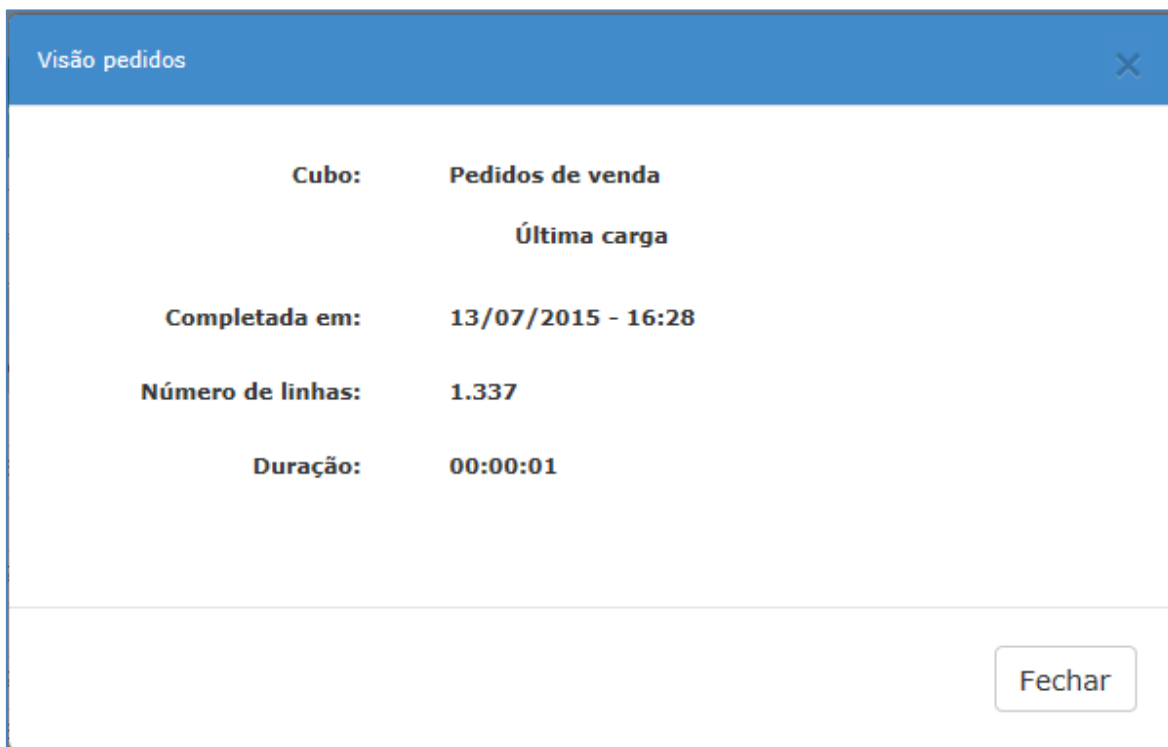 Visão pedidos
Cubo: Pedidos de venda
Última carga
Completada em: 13/07/2015 - 16:28
Número de linhas: 1.337
Duração: 00:00:01
Fechar